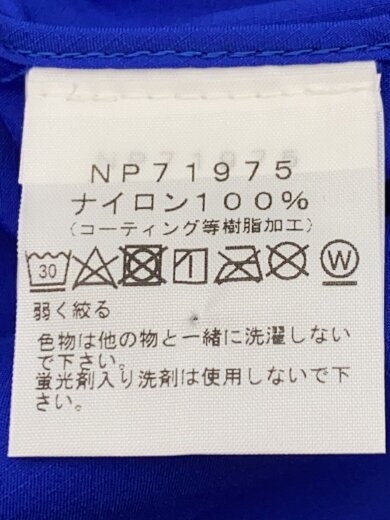 NP71975
ナイロン100%
(コーティング等樹脂加工)
30 W
弱く絞る
色物は他の物と一緒に洗濯しない
で下さい。
蛍光剤入り洗剤は使用しないで下
さい。